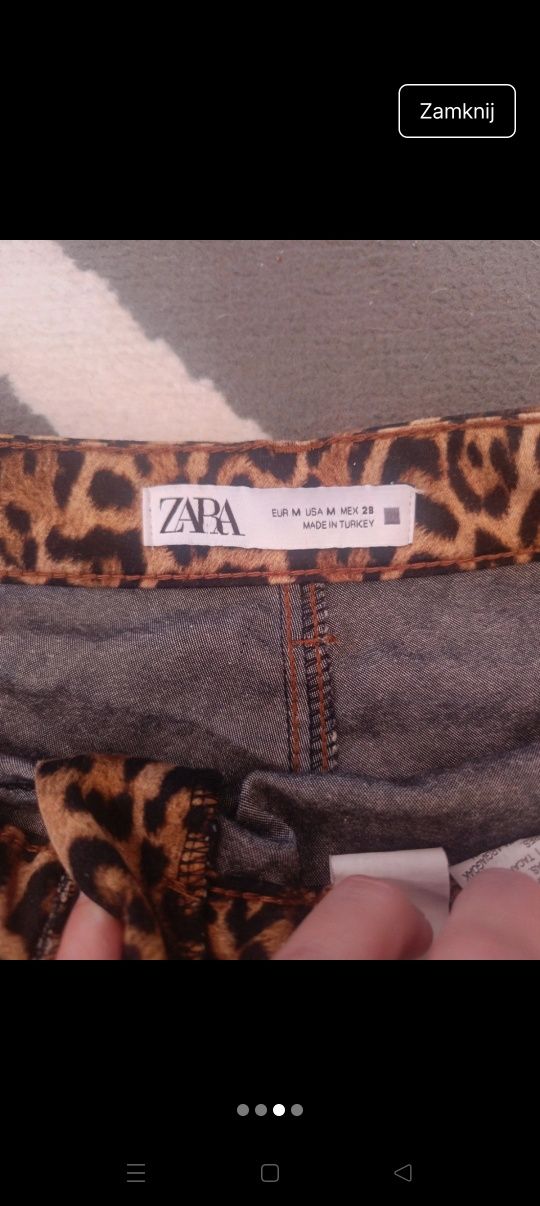 Zamknij
ZARA
EUR M USA M MEX 28
MADE IN TURKEY